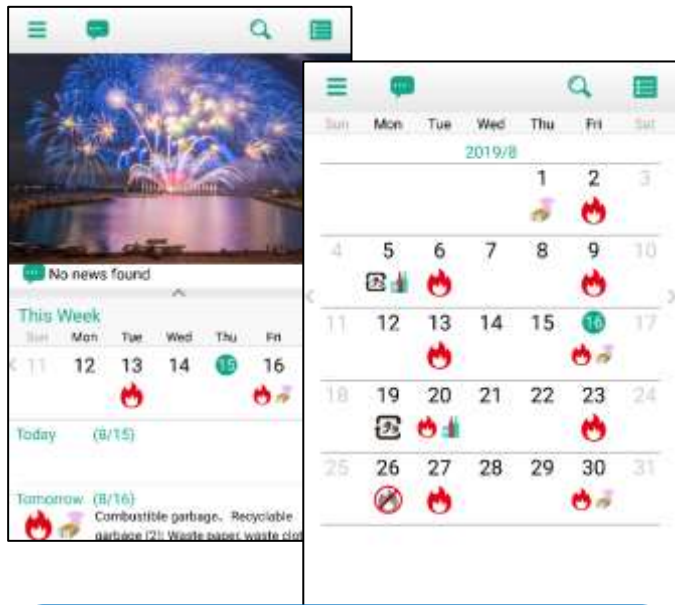 No news found
This Week
Sun Mon Tue Wed Thu Fri
11 12 13 14 15 16
Today (8/15)
Tomorrow (8/16)
Combustible garbage、Recyclable
garbage (2): Waste paper, waste clot
Sun Mon Tue Wed Thu Fri Sat
2019/8
1 2 3
4 5 6 7 8 9 10
11 12 13 14 15 16 17
18 19 20 21 22 23 24
25 26 27 28 29 30 31